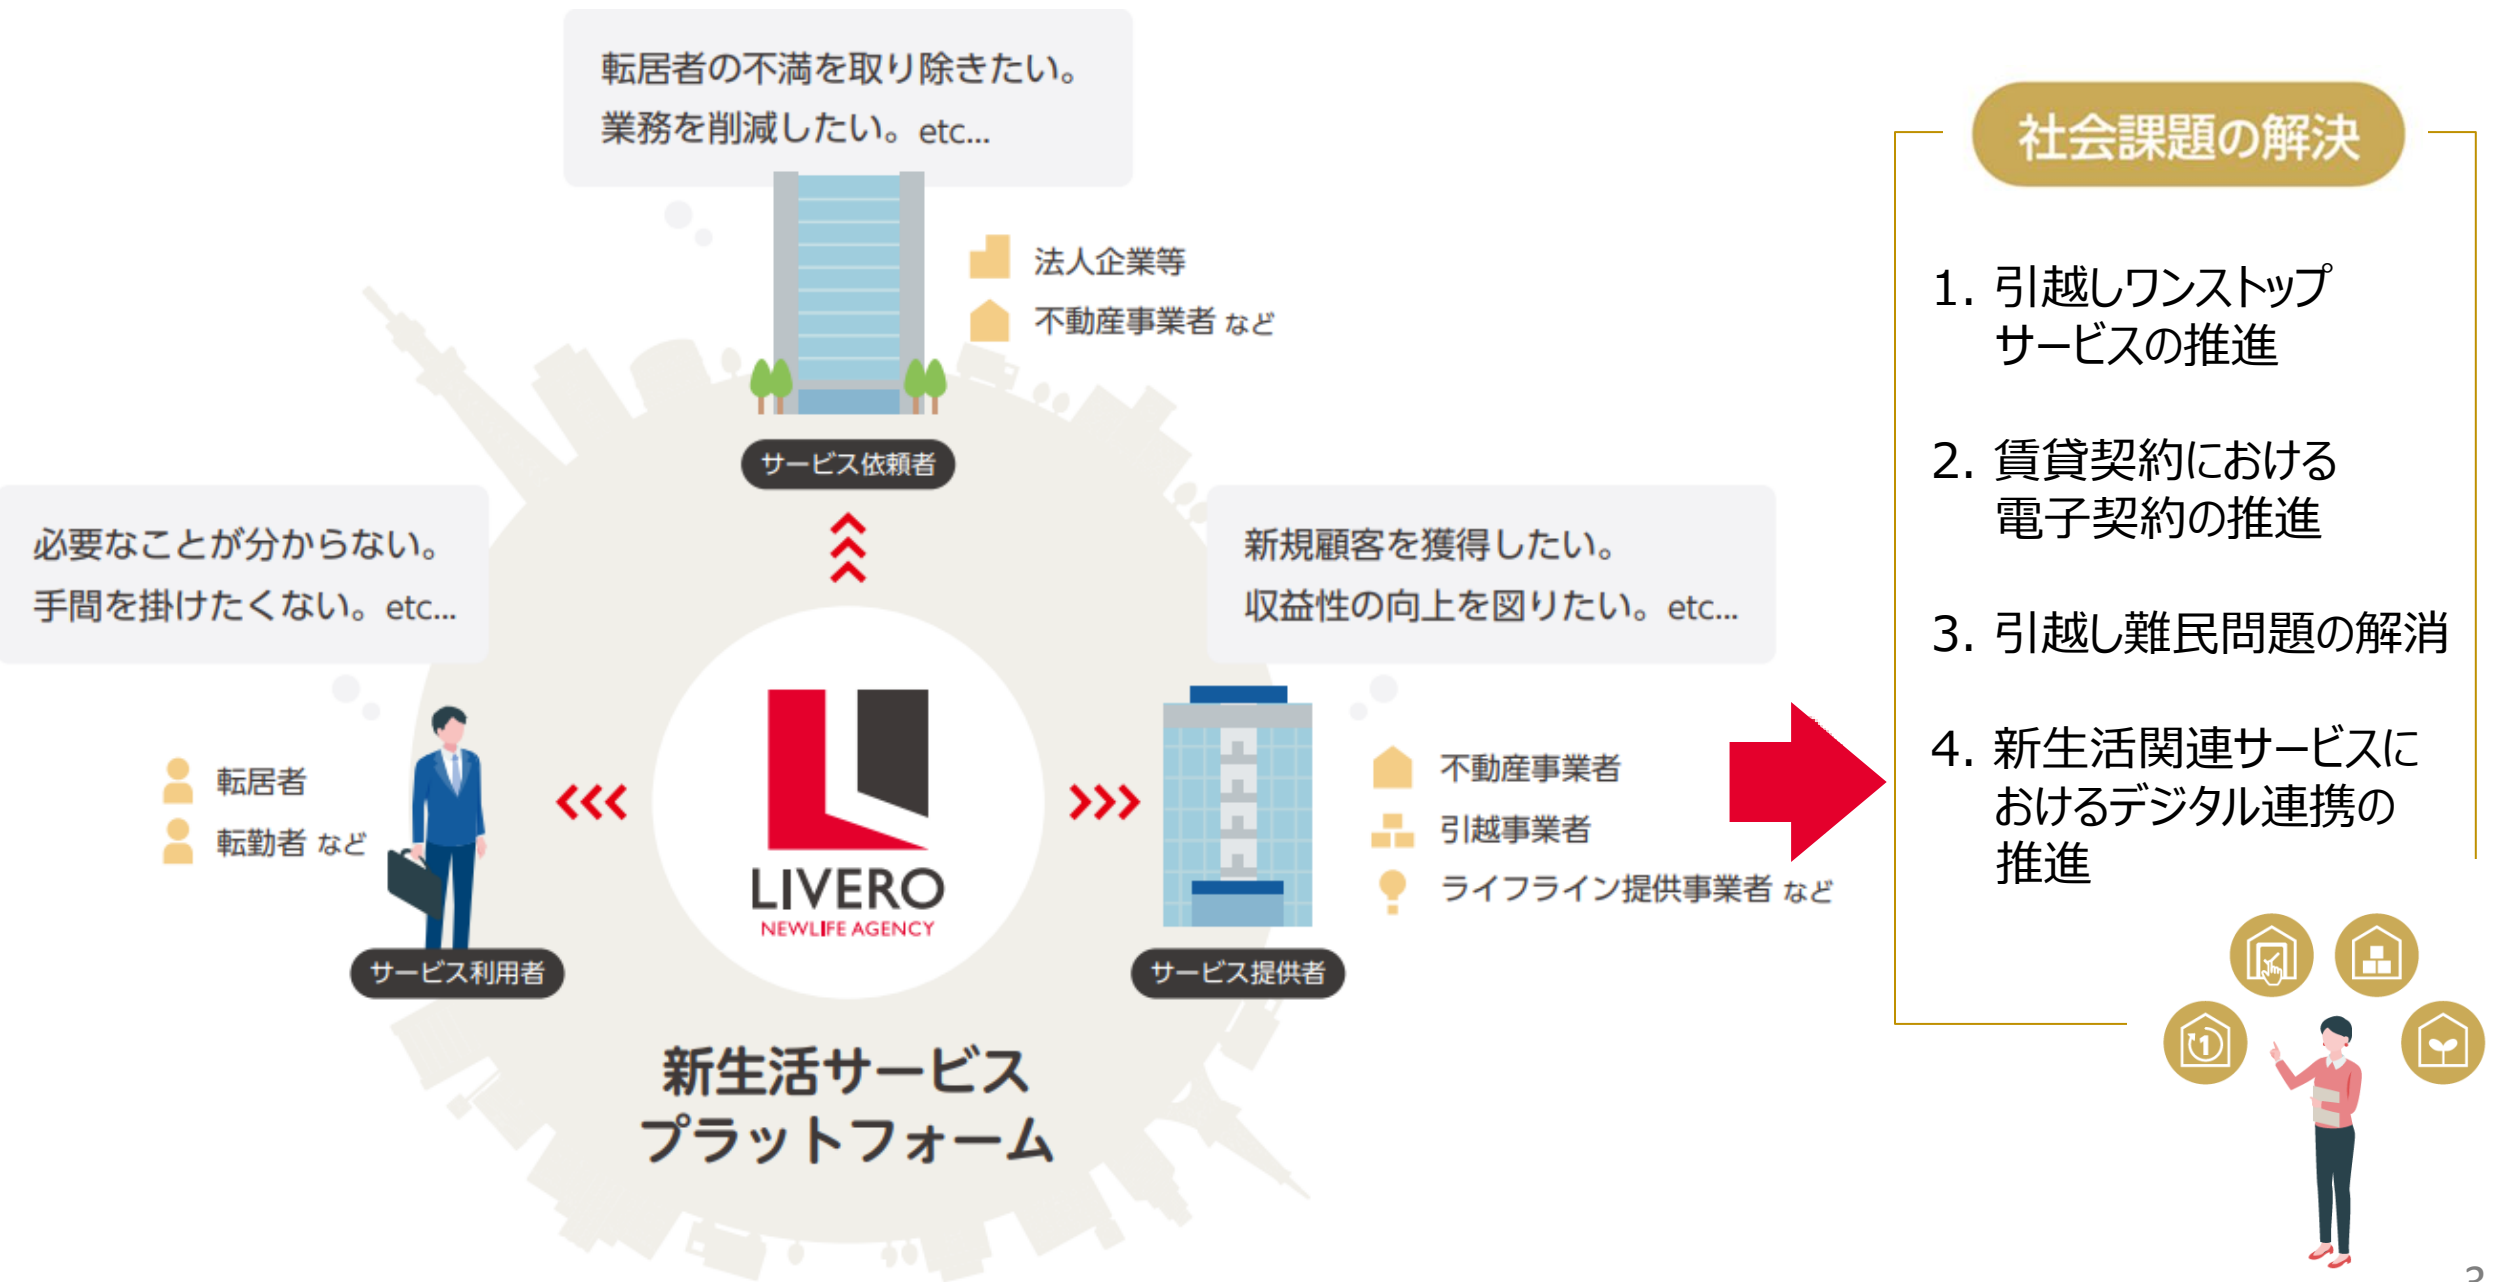 転居者の不満を取り除きたい。
業務を削減したい。etc...
法人企業等
不動産事業者 など
サービス依頼者
必要なことが分からない。
手間を掛けたくない。etc...
転居者
転勤者 など
サービス利用者
新規顧客を獲得したい。
収益性の向上を図りたい。etc...
不動産事業者
引越事業者
ライフライン提供事業者 など
サービス提供者
LIVERO
NEWLIFE AGENCY
新生活サービス
プラットフォーム
社会課題の解決
1. 引越しワンストップ
サービスの推進
2. 賃貸契約における
電子契約の推進
3. 引越し難民問題の解消
4. 新生活関連サービスに
おけるデジタル連携の
推進
1